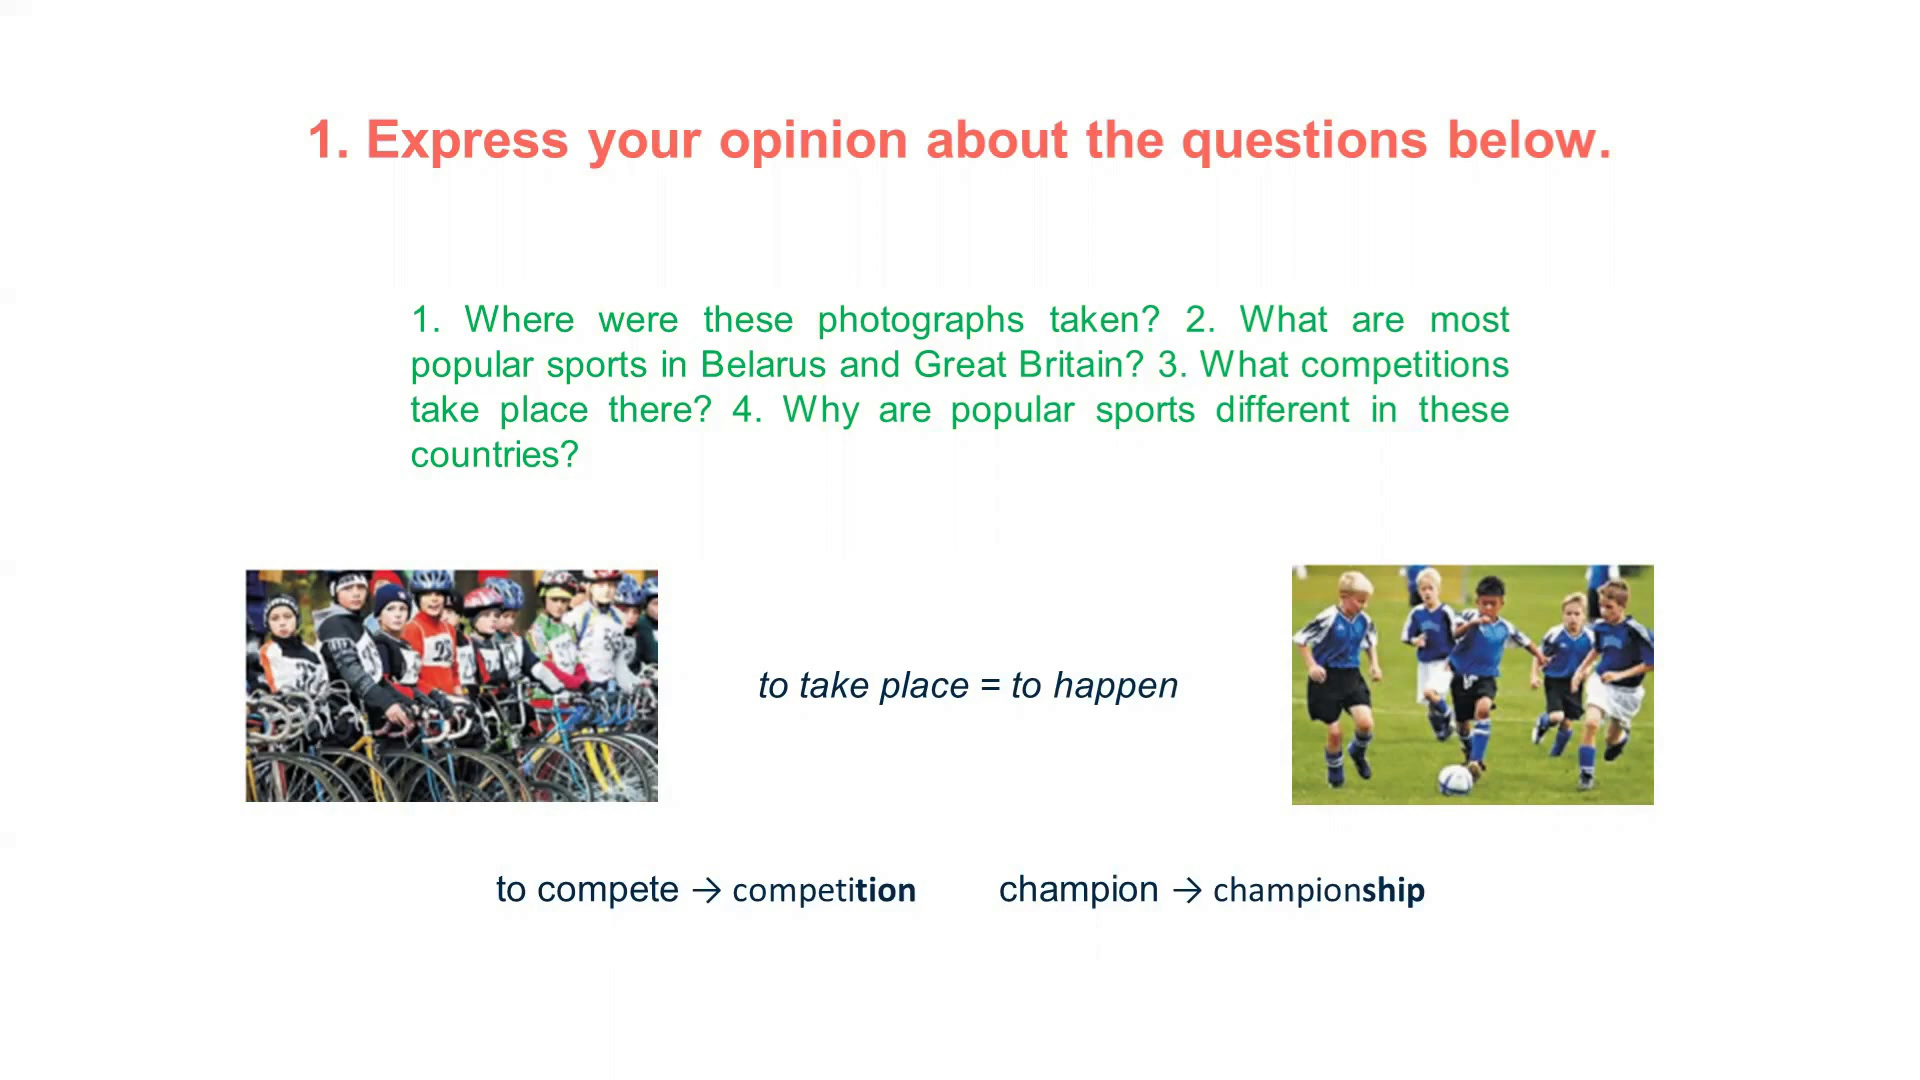 1. Express your opinion about the questions below.
1. Where were these photographs taken? 2. What are most
popular sports in Belarus and Great Britain? 3. What competitions
take place there? 4. Why are popular sports different in these
countries?
to take place = to happen
to compete → competition
champion → championship